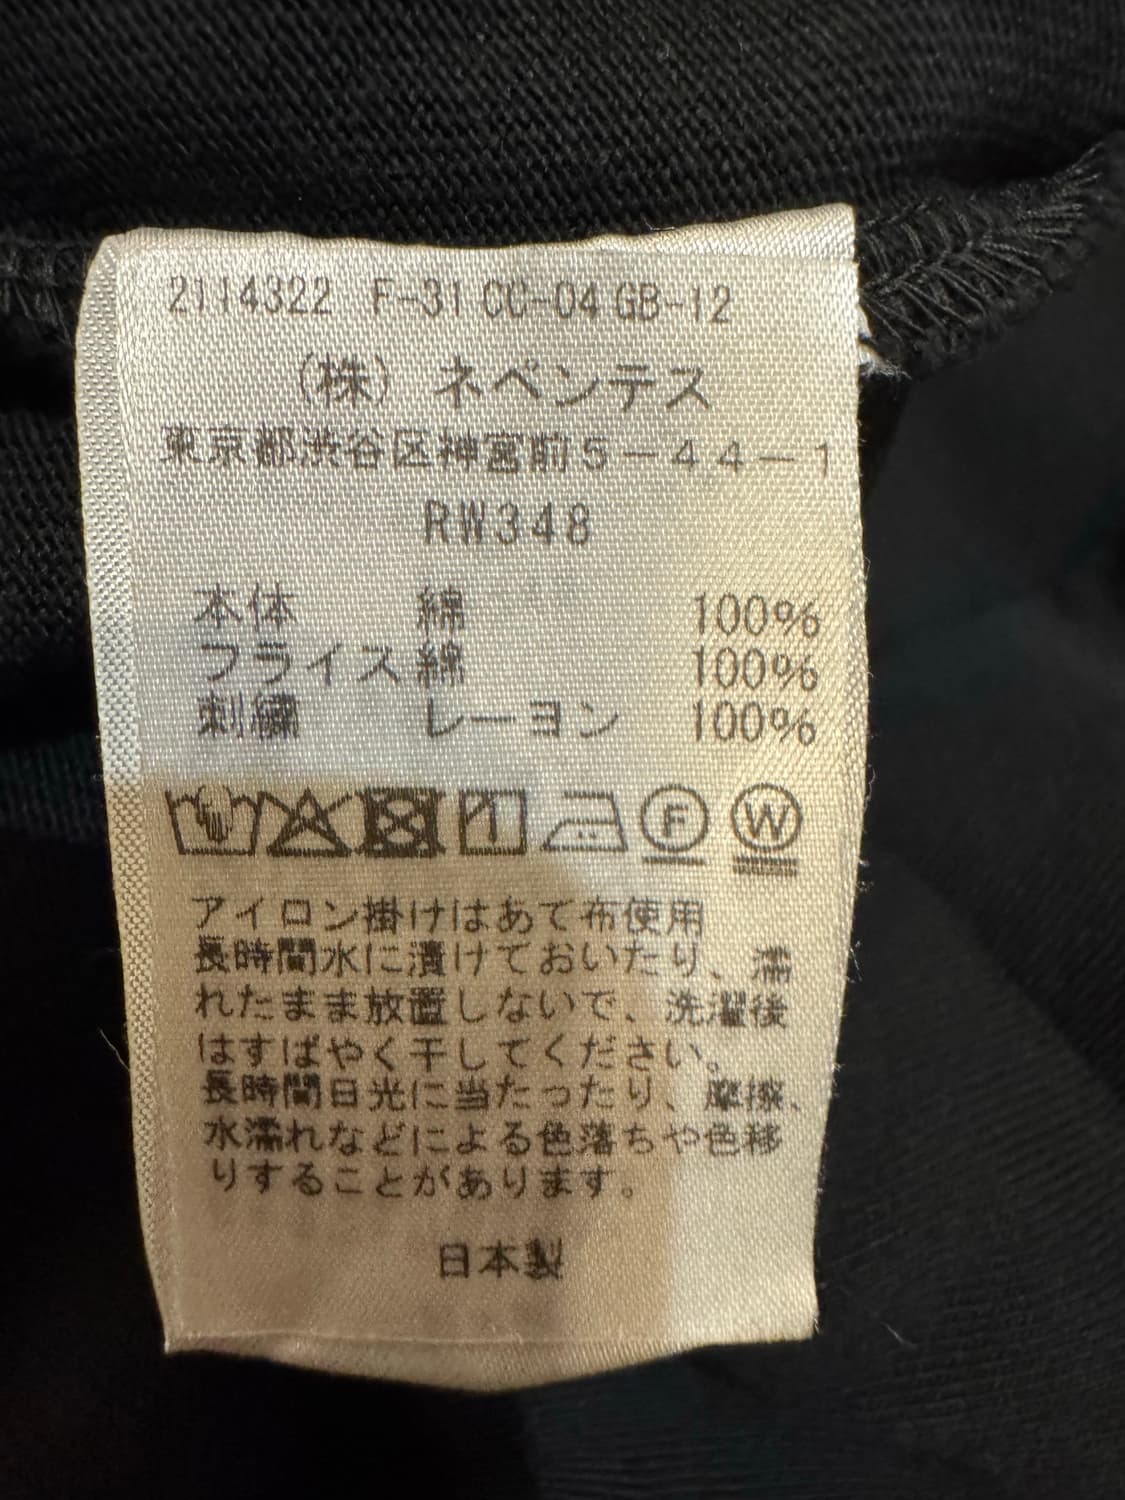 2114322 F-31 CC-04 GB-12
(株) ネペンテス
東京都渋谷区神宮前5-44-1
RW348
本体 綿 100%
フライス 綿 100%
刺繍 レーヨン 100%
1 F W
アイロン掛けはあて布使用
長時間水に漬けておいたり、濡
れたまま放置しないで、洗濯後
はすばやく干してください。
長時間日光に当たったり、摩擦、
水濡れなどによる色落ちや色移
りすることがあります。
日本製